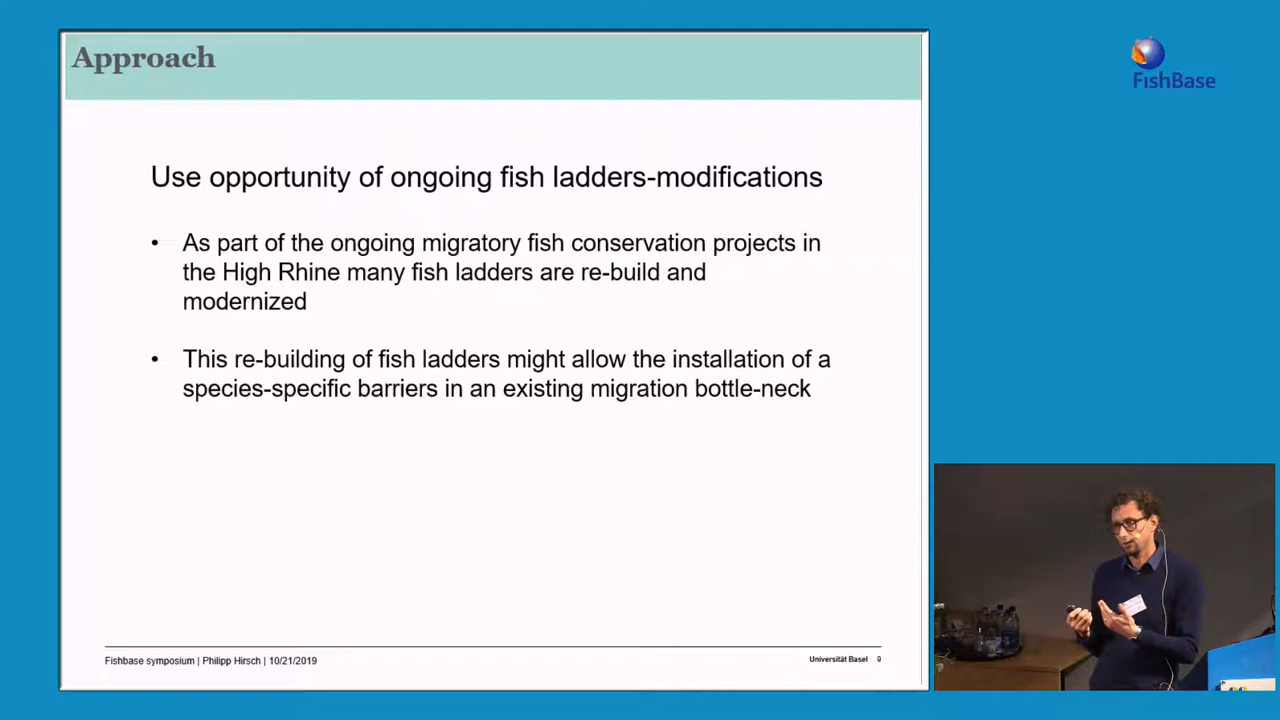 Approach
FishBase
Use opportunity of ongoing fish ladders-modifications
• As part of the ongoing migratory fish conservation projects in
the High Rhine many fish ladders are re-build and
modernized
• This re-building of fish ladders might allow the installation of a
species-specific barriers in an existing migration bottle-neck
Fishbase symposium | Philipp Hirsch | 10/21/2019
Universität Basel 9